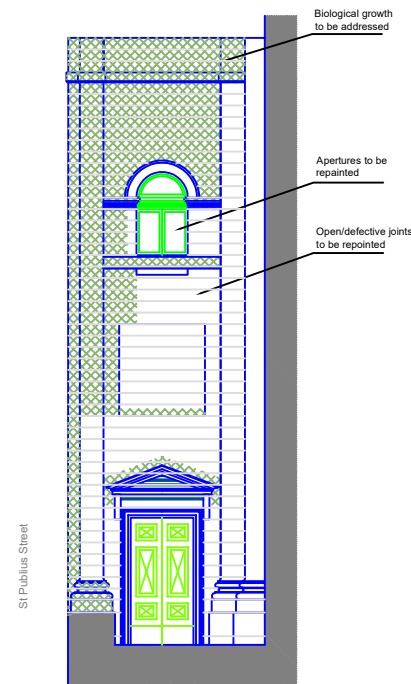 Biological growth
to be addressed
Apertures to be
repainted
Open/defective joints
to be repointed
St Publius Street